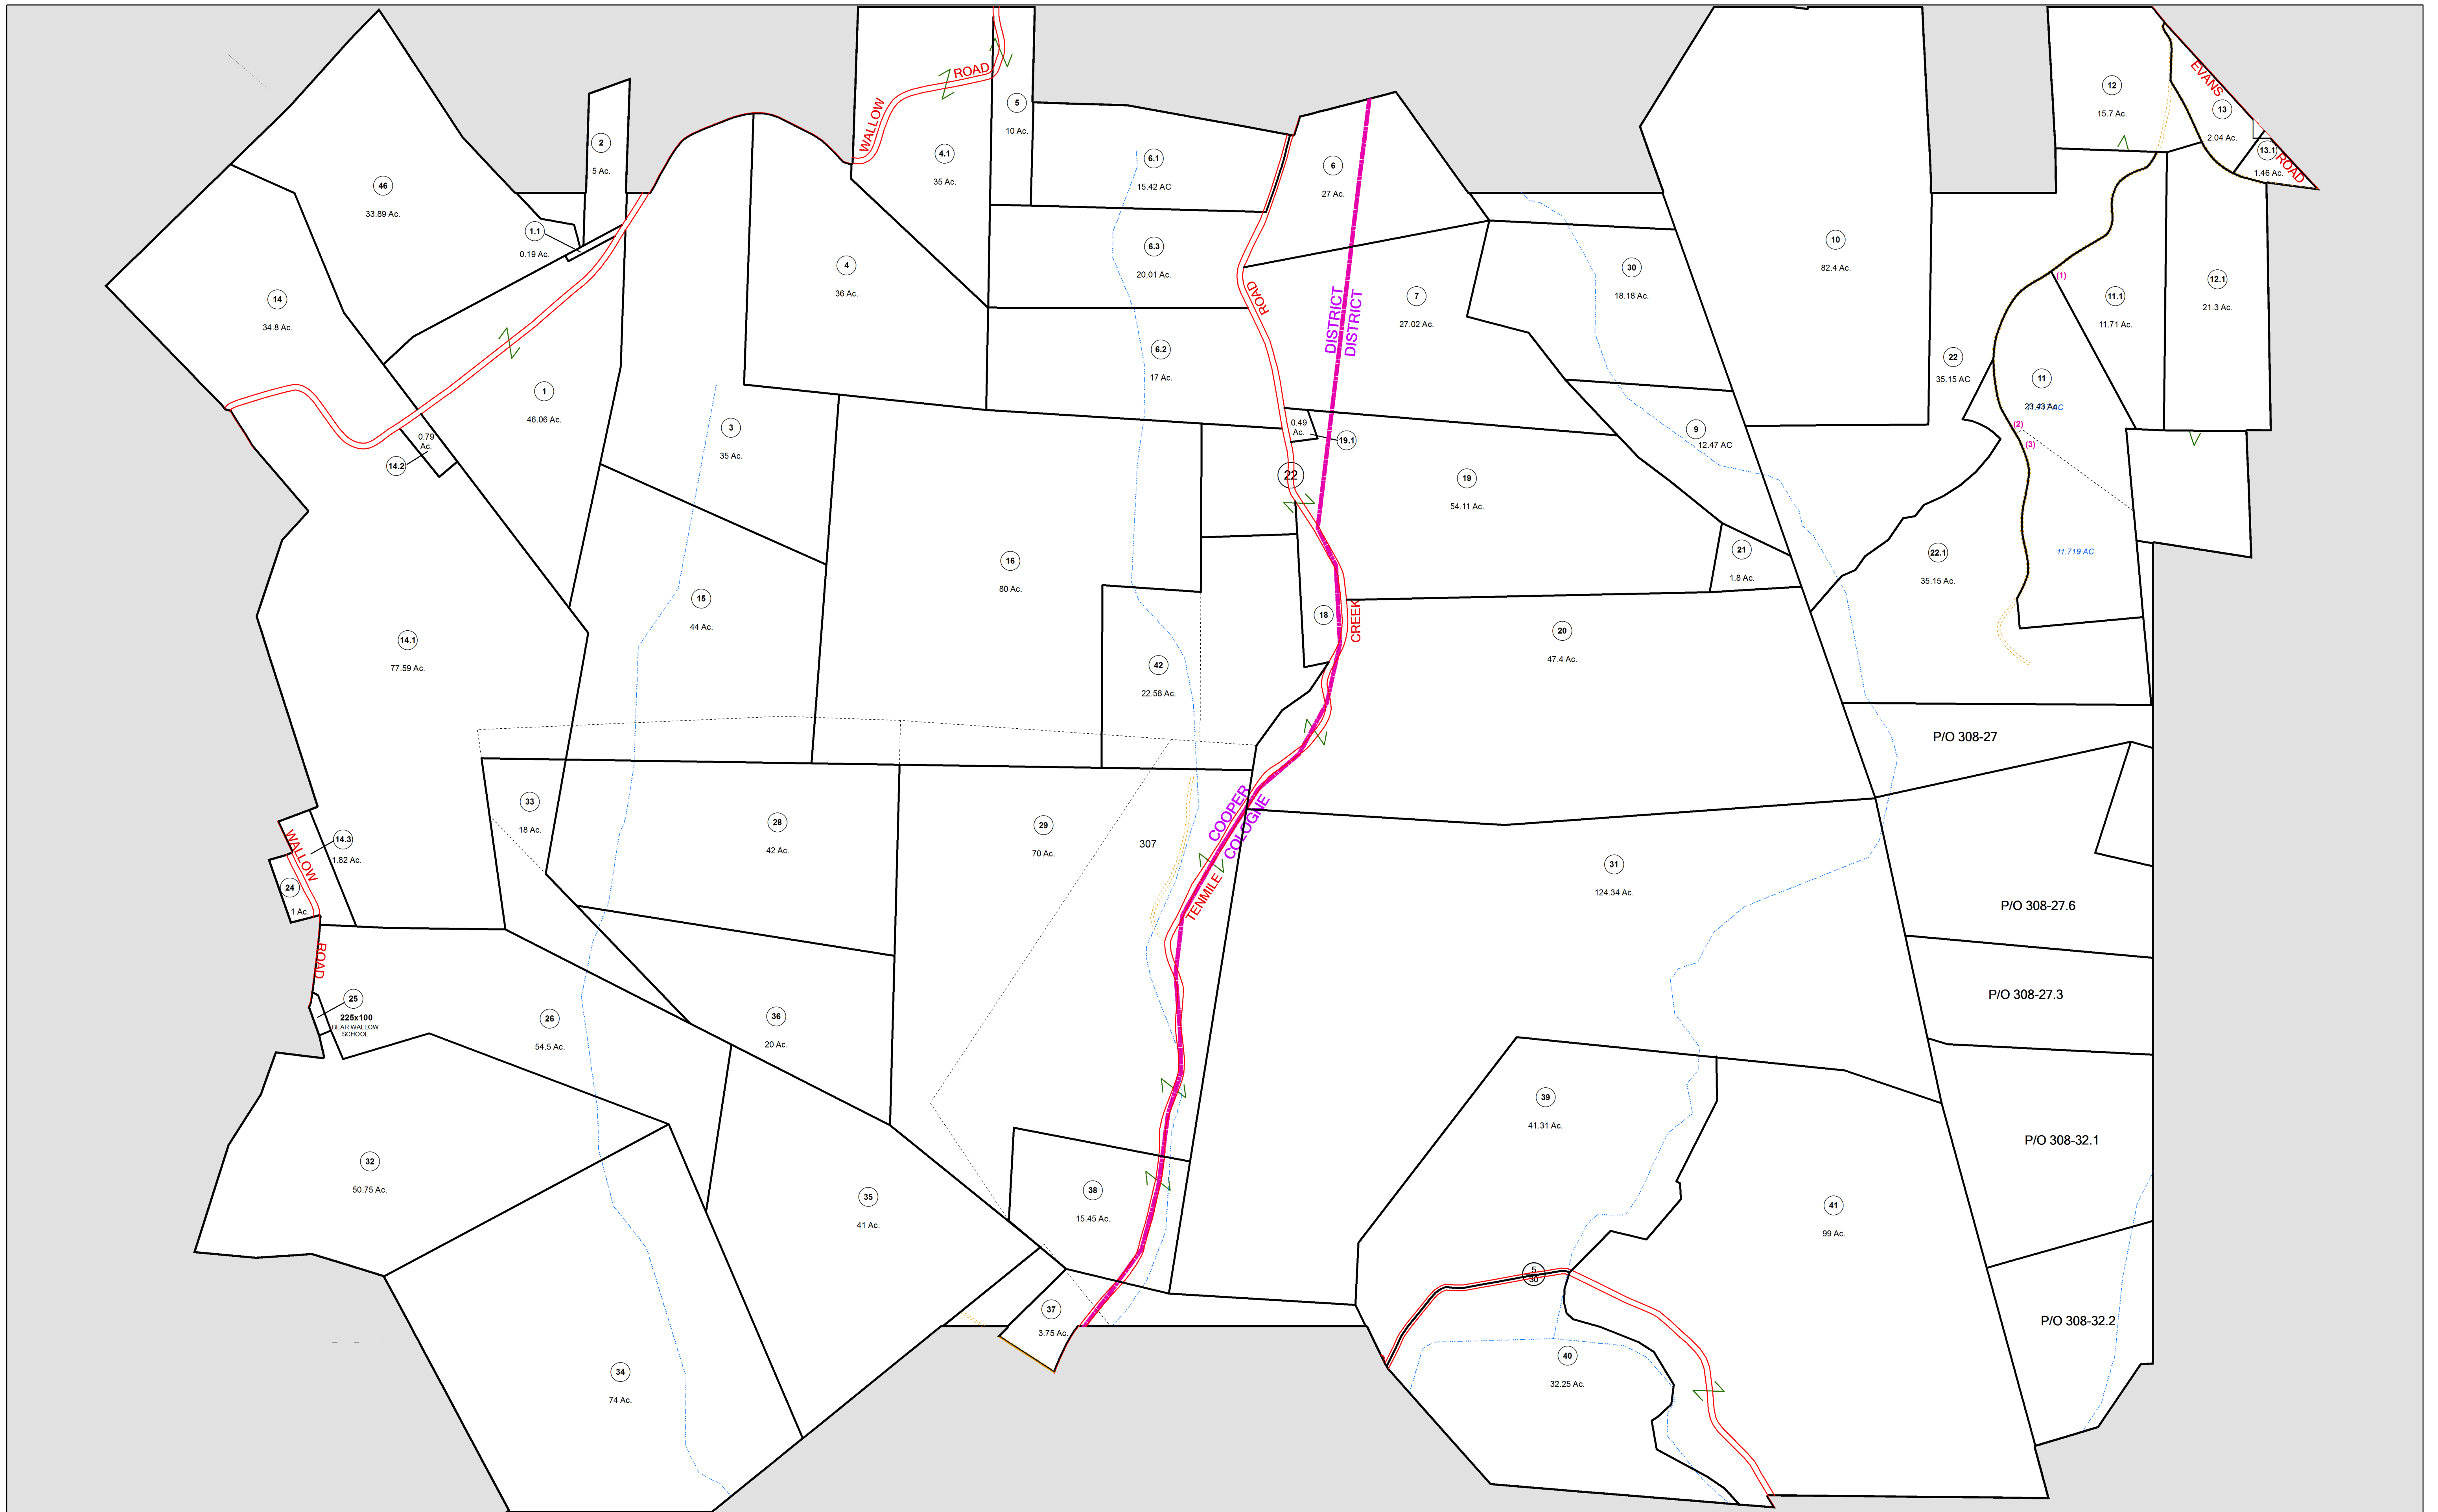 EVANS
ROAD
12
15.7 Ac.
13
2.04 Ac.
13.1
1.46 Ac.
ROAD
WALLOW
5
10 Ac.
4.1
35 Ac.
2
5 Ac.
46
33.89 Ac.
1.1
0.19 Ac.
6.1
15.42 AC
6
27 Ac.
6.3
20.01 Ac.
10
82.4 Ac.
30
18.18 Ac.
4
36 Ac.
14
34.8 Ac.
ROAD
DISTRICT
DISTRICT
7
27.02 Ac.
(1)
11.1
11.71 Ac.
12.1
21.3 Ac.
6.2
17 Ac.
22
35.15 AC
11
23.43 Ac.
1
46.06 Ac.
3
35 Ac.
0.79
Ac.
14.2
0.49
Ac.
19.1
9
12.47 AC
(2)
(3)
22
19
54.11 Ac.
16
80 Ac.
21
1.8 Ac.
22.1
35.15 Ac.
11.719 AC
15
44 Ac.
18
CREEK
20
47.4 Ac.
14.1
77.59 Ac.
42
22.58 Ac.
P/O 308-27
33
18 Ac.
28
42 Ac.
29
70 Ac.
307
COOPER
COLOGNE
TENMILE
31
124.34 Ac.
14.3
1.82 Ac.
WALLOW
24
1 Ac.
P/O 308-27.6
ROAD
25
225x100
BEAR WALLOW
SCHOOL
26
54.5 Ac.
36
20 Ac.
P/O 308-27.3
39
41.31 Ac.
P/O 308-32.1
32
50.75 Ac.
35
41 Ac.
38
15.45 Ac.
41
99 Ac.
5
30
37
3.75 Ac.
P/O 308-32.2
34
74 Ac.
40
32.25 Ac.